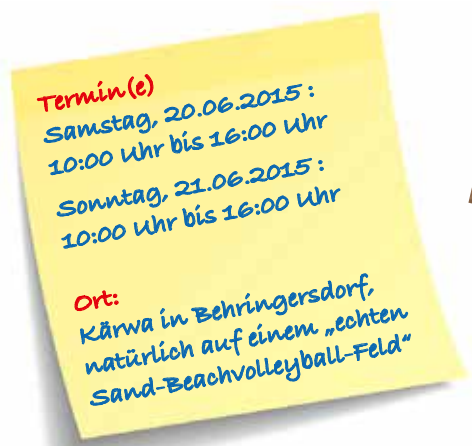 Termin(e)
Samstag, 20.06.2015 :
10:00 Uhr bis 16:00 Uhr
Sonntag, 21.06.2015 :
10:00 Uhr bis 16:00 Uhr
Ort:
Kärwa in Behringersdorf,
natürlich auf einem „echten
Sand-Beachvolleyball-Feld“